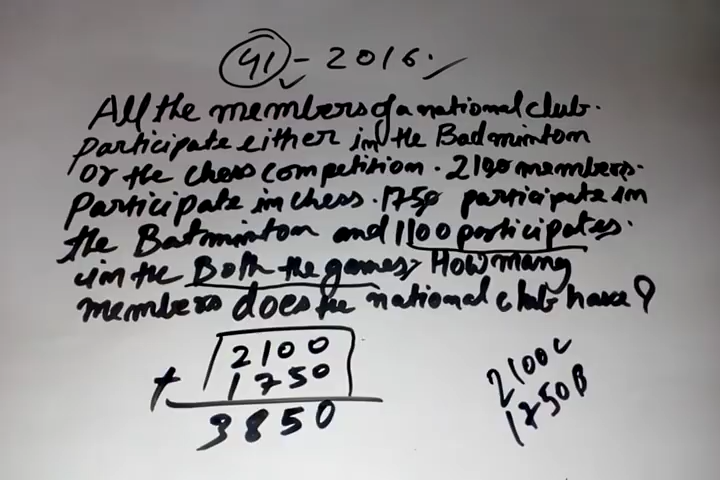 41 - 2016.
All the members of a national club.
Participate either in the Badminton
or the chess competition. 2100 members.
Participate in chess. 1750 participate in
the Batminton and 1100 participates.
in the Both the games, How many
members does the national club have?
2100
+ 1750
3850
2100 C
1750 B